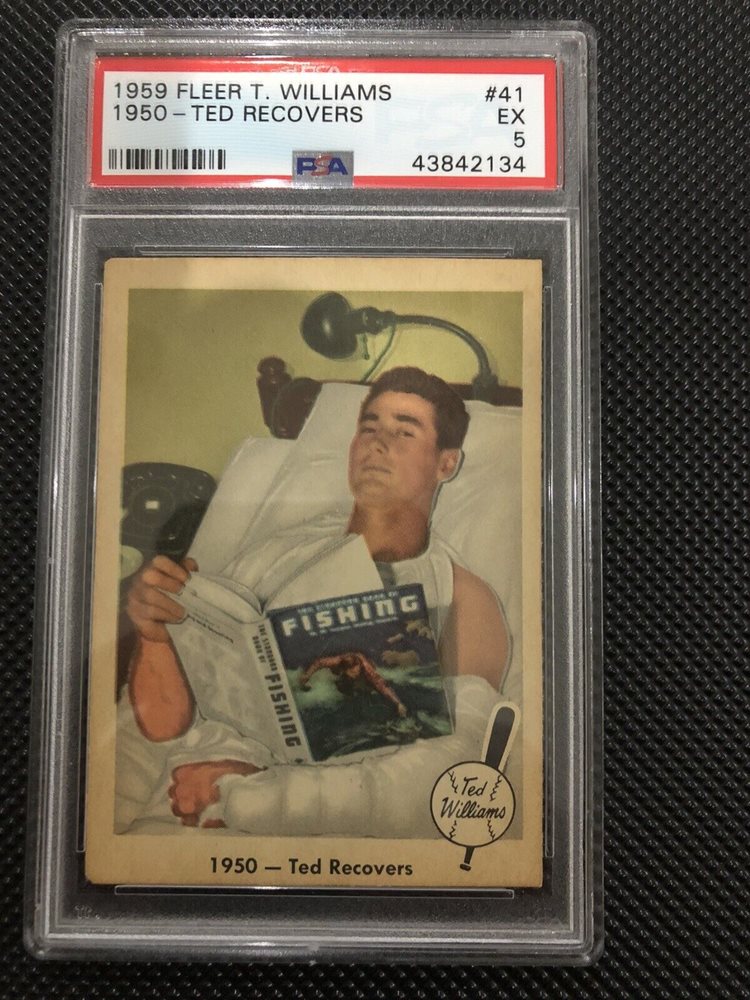 1959 FLEER T. WILLIAMS #41
1950 – TED RECOVERS EX
5
PSA 43842134
FISHING
FISHING
Ted
Williams
1950 — Ted Recovers